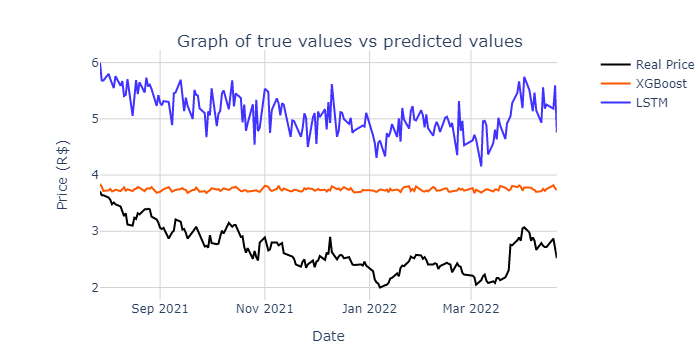 Graph of true values vs predicted values
Real Price
XGBoost
LSTM
Price (R$)
6
5
4
3
2
Sep 2021
Nov 2021
Jan 2022
Mar 2022
Date